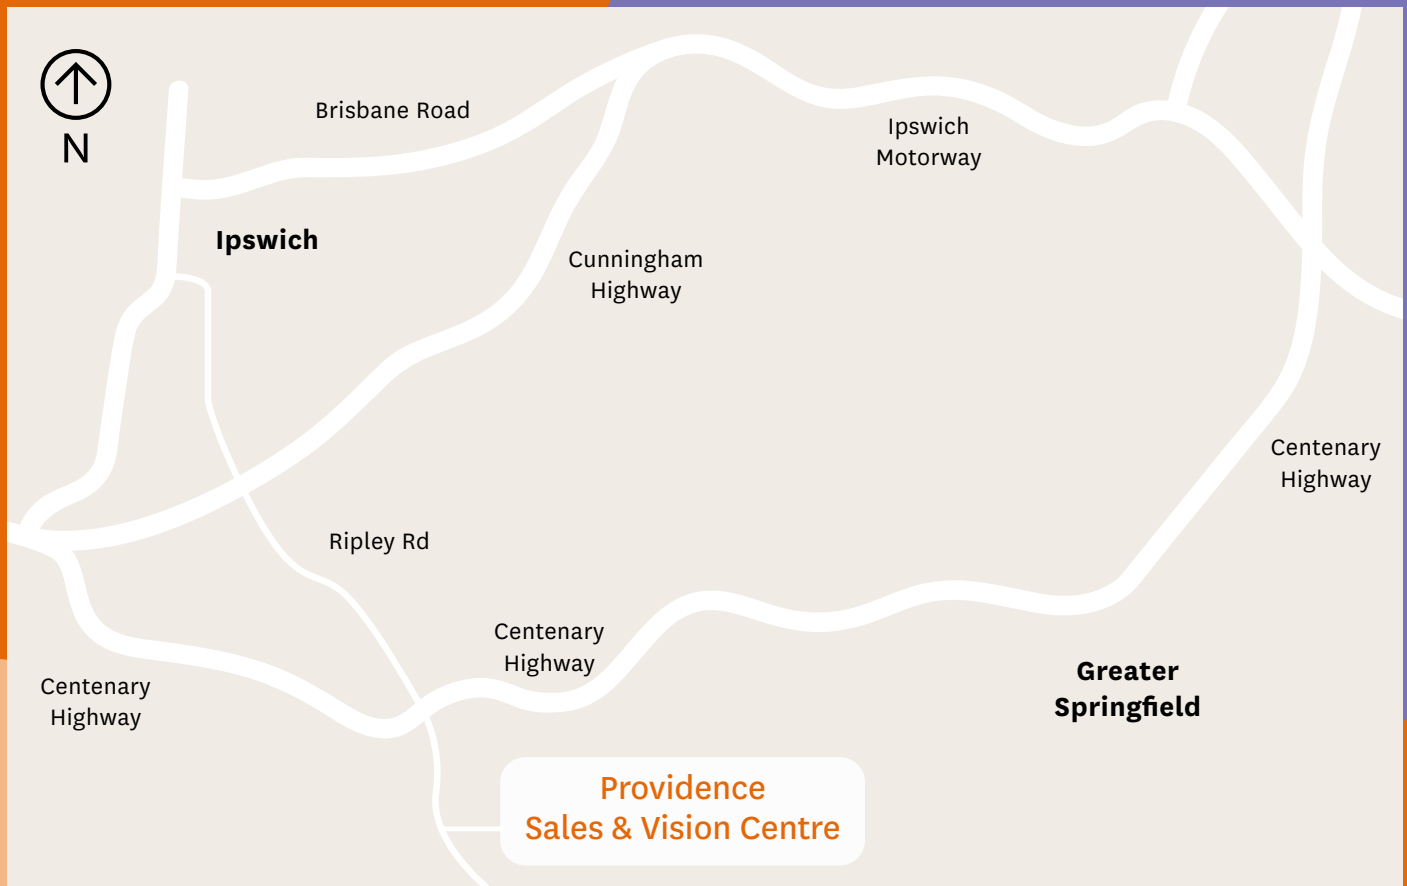 N
Brisbane Road
Ipswich
Motorway
Ipswich
Cunningham
Highway
Centenary
Highway
Ripley Rd
Centenary
Highway
Centenary
Highway
Greater
Springfield
Providence
Sales & Vision Centre